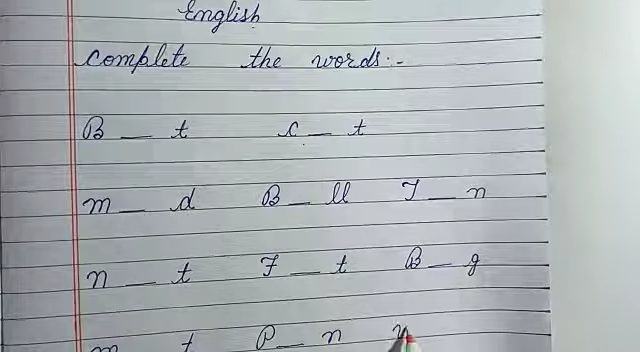 English
complete the words:-
B _ t c _ t
m _ d B _ ll T _ n
n _ t F _ t B _ g
m _ t P _ n